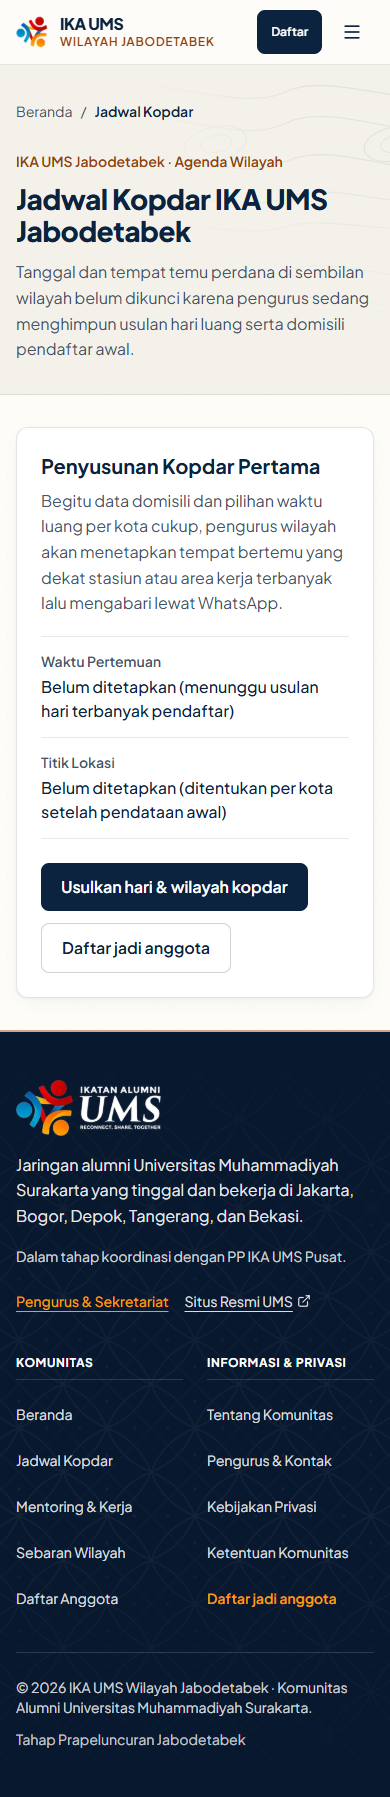 IKA UMS
WILAYAH JABODETABEK
Daftar
Beranda / Jadwal Kopdar
IKA UMS Jabodetabek · Agenda Wilayah
Jadwal Kopdar IKA UMS
Jabodetabek
Tanggal dan tempat temu perdana di sembilan
wilayah belum dikunci karena pengurus sedang
menghimpun usulan hari luang serta domisili
pendaftar awal.
Penyusunan Kopdar Pertama
Begitu data domisili dan pilihan waktu
luang per kota cukup, pengurus wilayah
akan menetapkan tempat bertemu yang
dekat stasiun atau area kerja terbanyak
lalu mengabari lewat WhatsApp.
Waktu Pertemuan
Belum ditetapkan (menunggu usulan
hari terbanyak pendaftar)
Titik Lokasi
Belum ditetapkan (ditentukan per kota
setelah pendataan awal)
Usulkan hari & wilayah kopdar
Daftar jadi anggota
IKATAN ALUMNI
UMS
RECONNECT. SHARE. TOGETHER
Jaringan alumni Universitas Muhammadiyah
Surakarta yang tinggal dan bekerja di Jakarta,
Bogor, Depok, Tangerang, dan Bekasi.
Dalam tahap koordinasi dengan PP IKA UMS Pusat.
Pengurus & Sekretariat Situs Resmi UMS
KOMUNITAS
Beranda
Jadwal Kopdar
Mentoring & Kerja
Sebaran Wilayah
Daftar Anggota
INFORMASI & PRIVASI
Tentang Komunitas
Pengurus & Kontak
Kebijakan Privasi
Ketentuan Komunitas
Daftar jadi anggota
© 2026 IKA UMS Wilayah Jabodetabek · Komunitas
Alumni Universitas Muhammadiyah Surakarta.
Tahap Prapeluncuran Jabodetabek